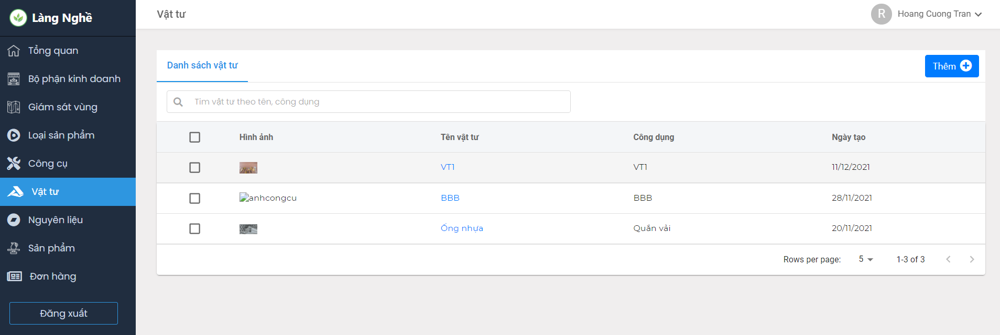 Làng Nghề
Tổng quan
Bộ phận kinh doanh
Giám sát vùng
Loại sản phẩm
Công cụ
Vật tư
Nguyên liệu
Sản phẩm
Đơn hàng
Đăng xuất
Vật tư
R Hoang Cuong Tran
Danh sách vật tư
Thêm
Tìm vật tư theo tên, công dụng
Hình ảnh Tên vật tư Công dụng Ngày tạo
VT1 VT1 11/12/2021
anhcongcu BBB BBB 28/11/2021
Ống nhựa Quấn vải 20/11/2021
Rows per page: 5 1-3 of 3